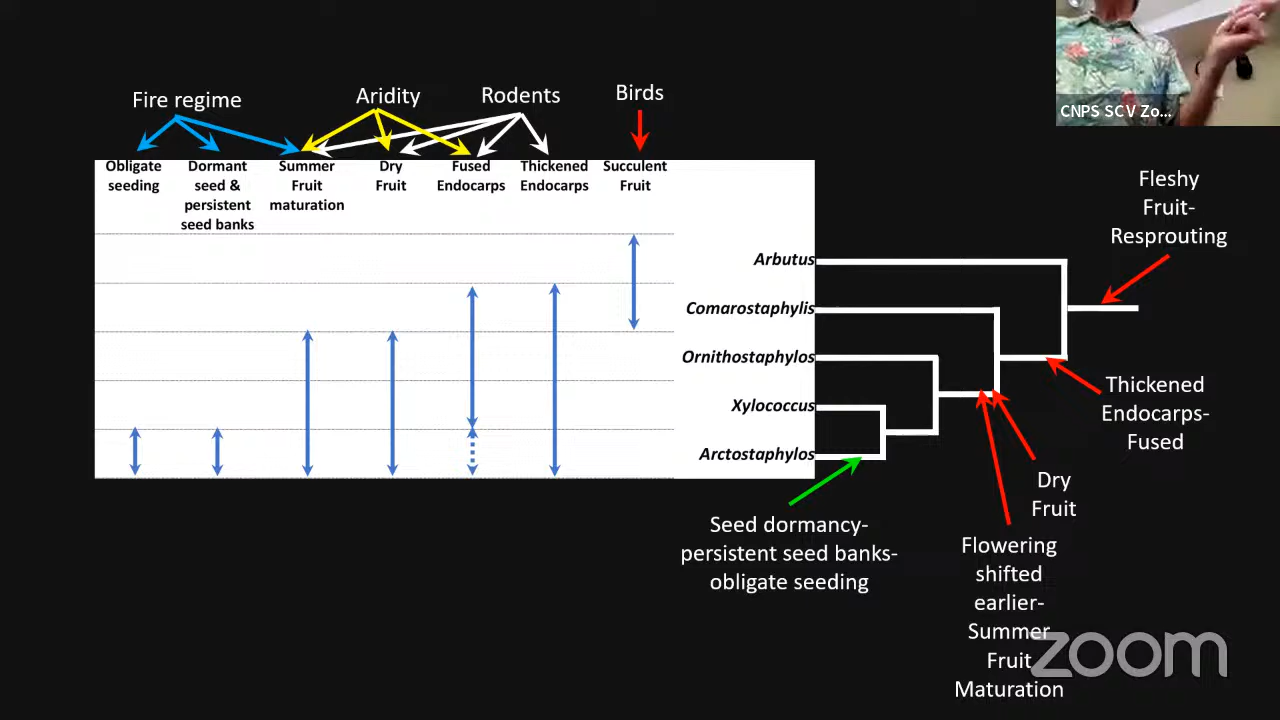 Fire regime
Aridity
Rodents
Birds
CNPS SCV Zo...
Obligate
seeding
Dormant
seed &
persistent
seed banks
Summer
Fruit
maturation
Dry
Fruit
Fused
Endocarps
Thickened
Endocarps
Succulent
Fruit
Arbutus
Comarostaphylis
Ornithostaphylos
Xylococcus
Arctostaphylos
Fleshy
Fruit-
Resprouting
Thickened
Endocarps-
Fused
Dry
Fruit
Flowering
shifted
earlier-
Summer
Fruit
Maturation
Seed dormancy-
persistent seed banks-
obligate seeding
zoom